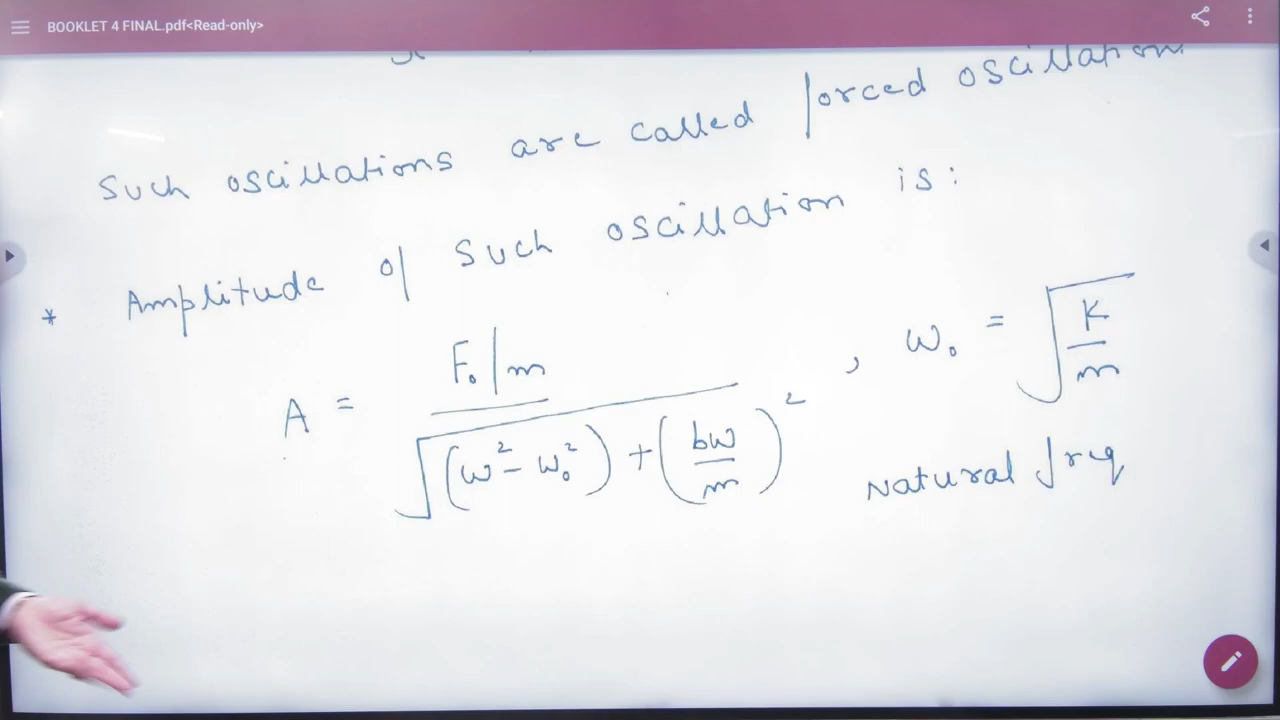 BOOKLET 4 FINAL.pdf<Read-only>
Such oscillations are called forced oscillation.
* Amplitude of such oscillation is:
A = F₀/m / √(ω² - ω₀²) + (bω/m)² , ω₀ = √K/m
Natural freq